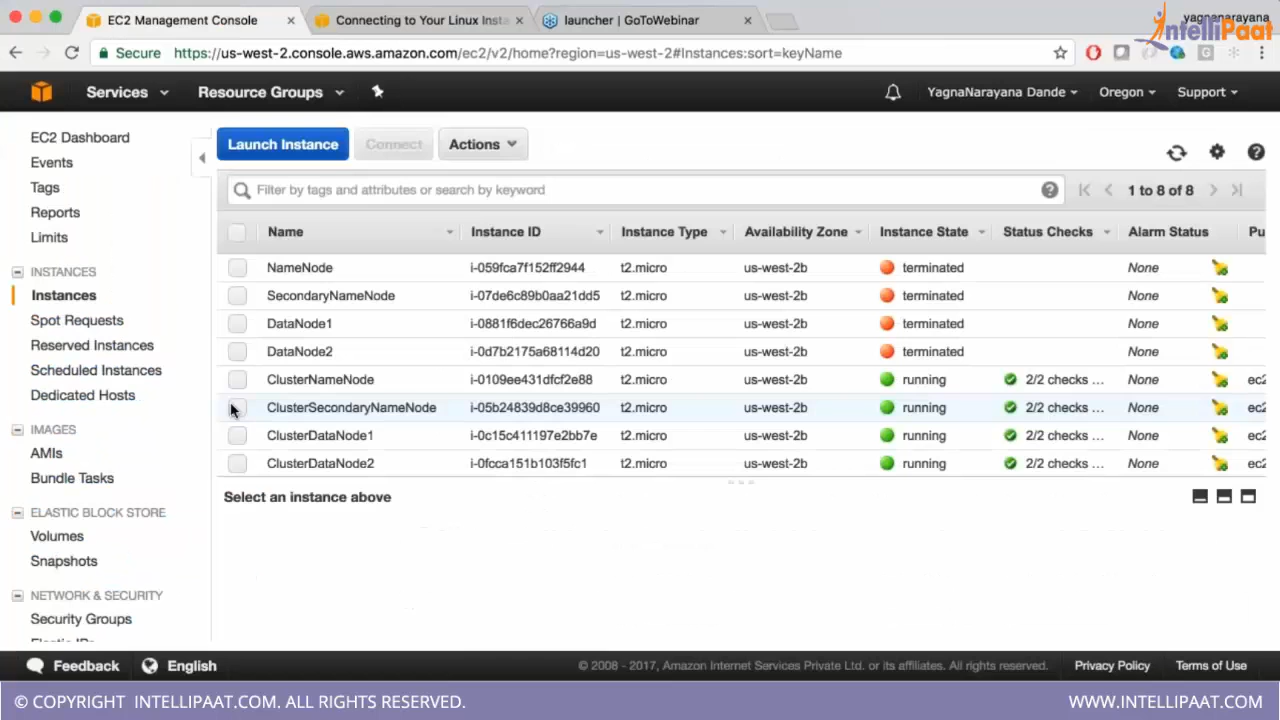 EC2 Management Console
Connecting to Your Linux Insta
launcher | GoToWebinar
yagnanarayana
IntelliPaat
Secure https://us-west-2.console.aws.amazon.com/ec2/v2/home?region=us-west-2#Instances:sort=keyName
Services Resource Groups YagnaNarayana Dande Oregon Support
EC2 Dashboard
Events
Tags
Reports
Limits
INSTANCES
Instances
Spot Requests
Reserved Instances
Scheduled Instances
Dedicated Hosts
IMAGES
AMIs
Bundle Tasks
ELASTIC BLOCK STORE
Volumes
Snapshots
NETWORK & SECURITY
Security Groups
Elastic IPs
Launch Instance Connect Actions
Filter by tags and attributes or search by keyword 1 to 8 of 8
Name Instance ID Instance Type Availability Zone Instance State Status Checks Alarm Status Pu
NameNode i-059fca7f152ff2944 t2.micro us-west-2b terminated None
SecondaryNameNode i-07de6c89b0aa21dd5 t2.micro us-west-2b terminated None
DataNode1 i-0881f6dec26766a9d t2.micro us-west-2b terminated None
DataNode2 i-0d7b2175a68114d20 t2.micro us-west-2b terminated None
ClusterNameNode i-0109ee431dfcf2e88 t2.micro us-west-2b running 2/2 checks ... None ec2
ClusterSecondaryNameNode i-05b24839d8ce39960 t2.micro us-west-2b running 2/2 checks ... None ec2
ClusterDataNode1 i-0c15c411197e2bb7e t2.micro us-west-2b running 2/2 checks ... None ec2
ClusterDataNode2 i-0fcca151b103f5fc1 t2.micro us-west-2b running 2/2 checks ... None ec2
Select an instance above
Feedback English © 2008 - 2017, Amazon Internet Services Private Ltd. or its affiliates. All rights reserved. Privacy Policy Terms of Use
© COPYRIGHT INTELLIPAAT.COM. ALL RIGHTS RESERVED. WWW.INTELLIPAAT.COM